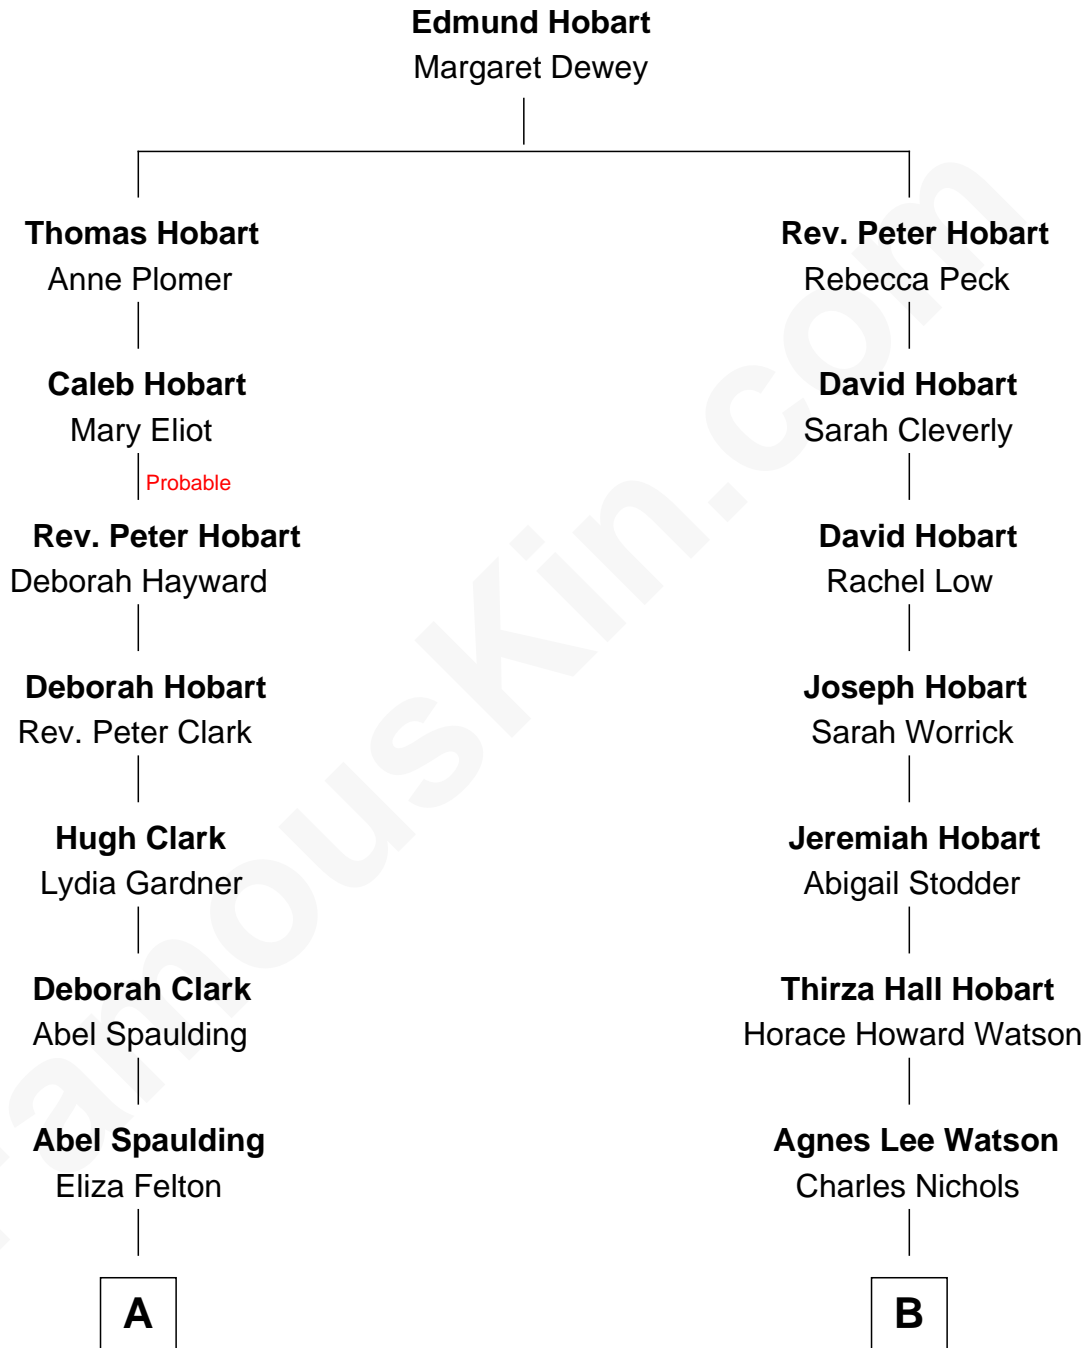 Edmund Hobart
Margaret Dewey
Thomas Hobart
Anne Plomer
Caleb Hobart
Mary Eliot
Probable
Rev. Peter Hobart
Deborah Hayward
Deborah Hobart
Rev. Peter Clark
Hugh Clark
Lydia Gardner
Deborah Clark
Abel Spaulding
Abel Spaulding
Eliza Felton
A
Rev. Peter Hobart
Rebecca Peck
David Hobart
Sarah Cleverly
David Hobart
Rachel Low
Joseph Hobart
Sarah Worrick
Jeremiah Hobart
Abigail Stodder
Thirza Hall Hobart
Horace Howard Watson
Agnes Lee Watson
Charles Nichols
B
FamousKin.com